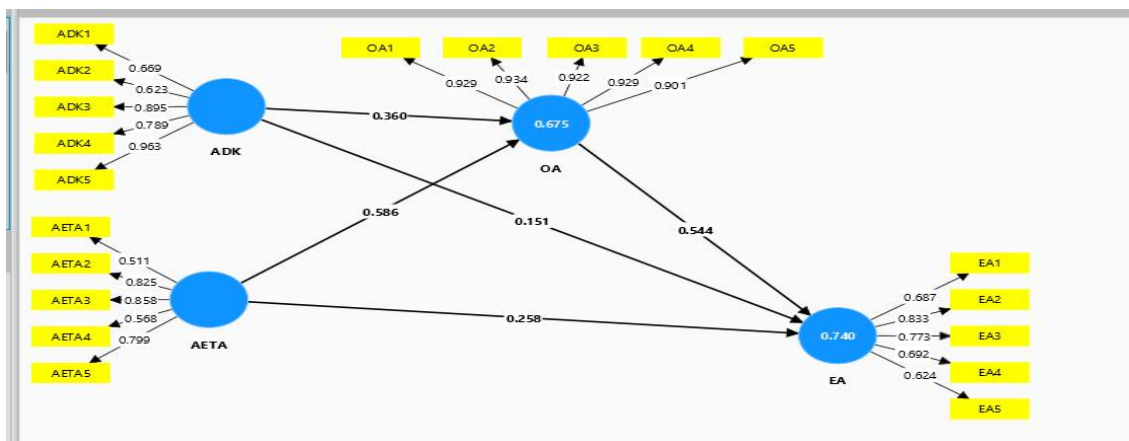 ADK1
ADK2
ADK3
ADK4
ADK5
0.669
0.623
0.895
0.789
0.963
ADK
OA1
OA2
OA3
OA4
OA5
0.929
0.934
0.922
0.929
0.901
0.675
OA
0.360
0.151
0.586
0.544
0.258
AETA1
AETA2
AETA3
AETA4
AETA5
0.511
0.825
0.858
0.568
0.799
AETA
0.740
EA
0.687
0.833
0.773
0.692
0.624
EA1
EA2
EA3
EA4
EA5